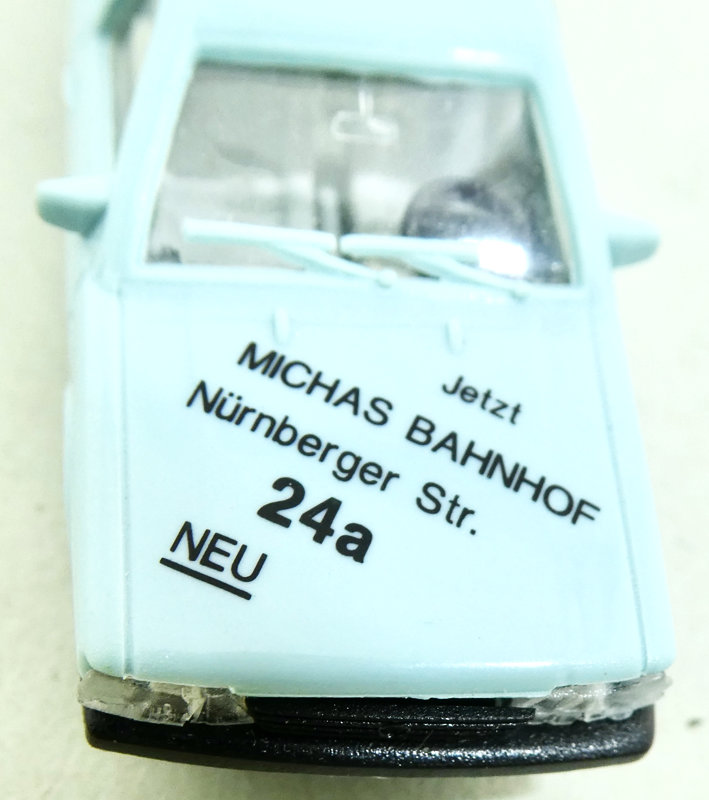 Jetzt
MICHAS BAHNHOF
Nürnberger Str.
24a
NEU